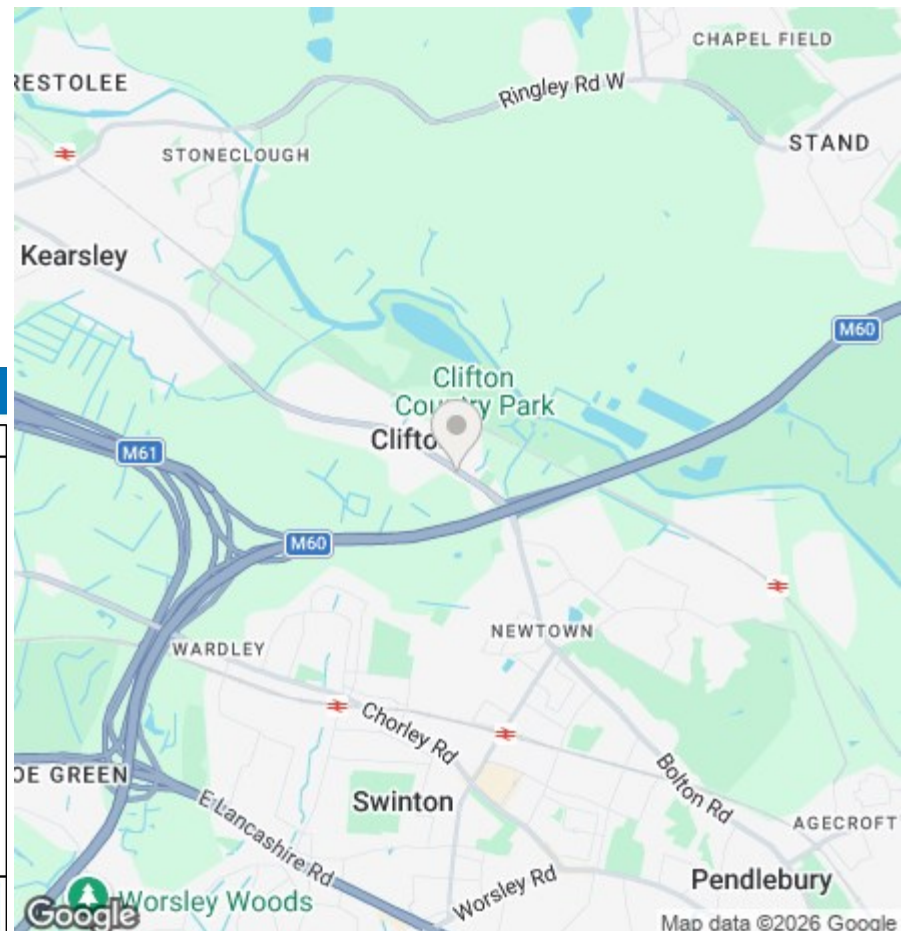 CHAPEL FIELD
RESTOLEE
Ringley Rd W
STONECLOUGH
STAND
Kearsley
M60
Clifton
Country Park
Clifton
M61
M60
NEWTOWN
WARDLEY
Chorley Rd
Bolton Rd
OE GREEN
E Lancashire Rd
Swinton
AGECROFT
Pendlebury
Worsley Rd
Worsley Woods
Google
Map data ©2026 Google